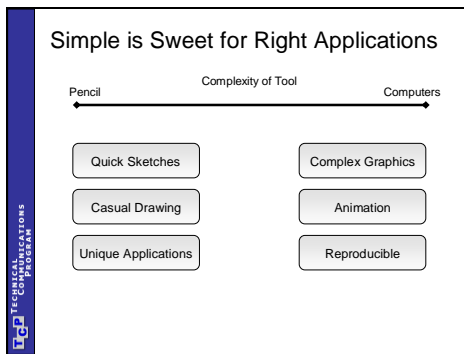 Simple is Sweet for Right Applications
Complexity of Tool
Pencil
Computers
Quick Sketches
Complex Graphics
Casual Drawing
Animation
Unique Applications
Reproducible
TCP
TECHNICAL
COMMUNICATIONS
PROGRAM